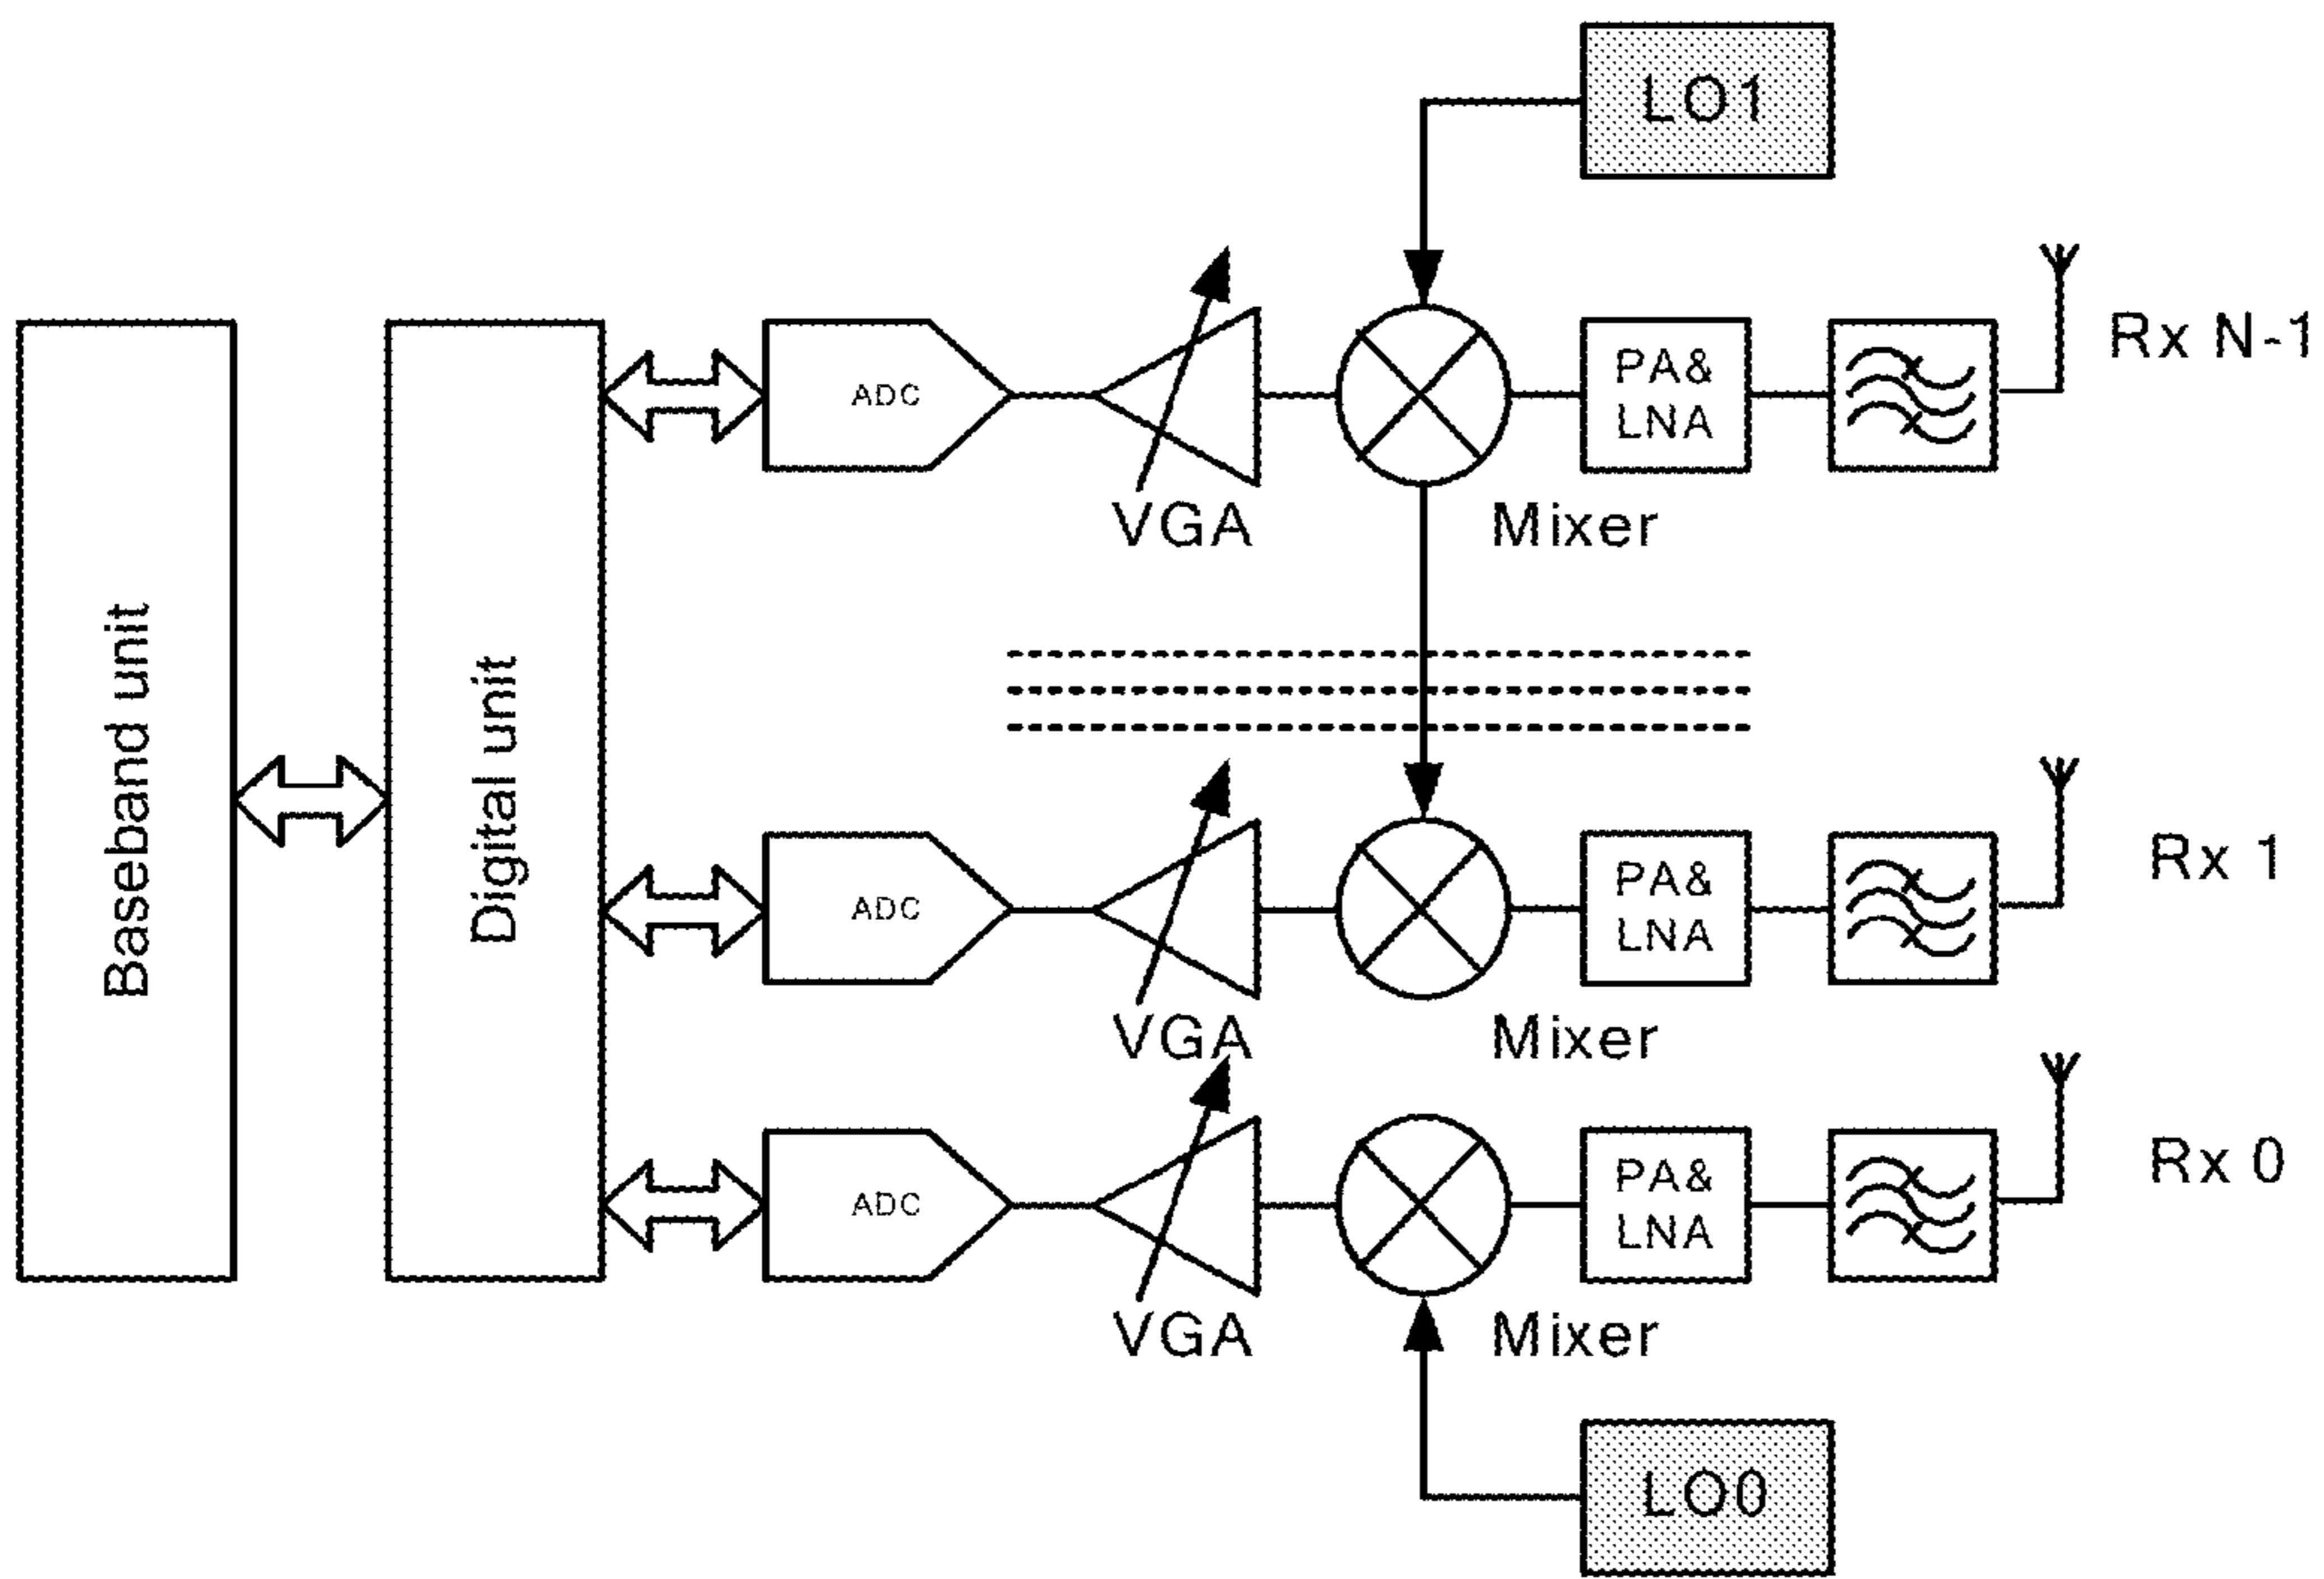 LO1
Rx N-1
PA&
LNA
ADC
VGA
Mixer
Baseband unit
Digital unit
Rx 1
PA&
LNA
ADC
VGA
Mixer
Rx 0
PA&
LNA
ADC
VGA
Mixer
LO0